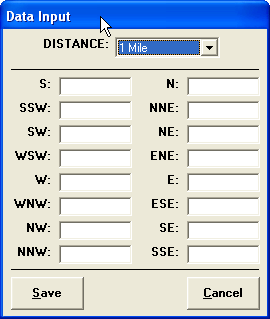 Data Input
DISTANCE: 1 Mile
S: N:
SSW: NNE:
SW: NE:
WSW: ENE:
W: E:
WNW: ESE:
NW: SE:
NNW: SSE:
Save Cancel